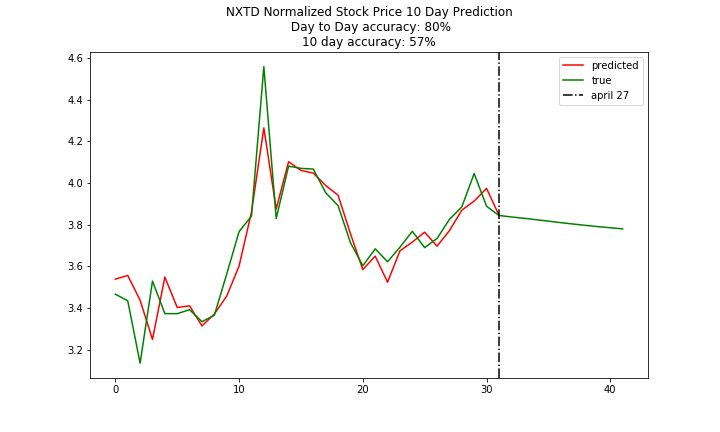 NXTD Normalized Stock Price 10 Day Prediction
Day to Day accuracy: 80%
10 day accuracy: 57%
4.6
4.4
4.2
4.0
3.8
3.6
3.4
3.2
predicted
true
april 27
0
10
20
30
40